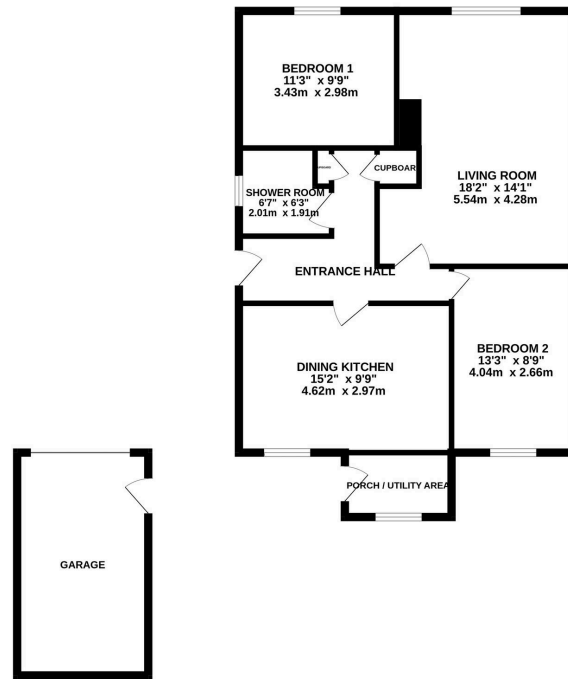 BEDROOM 1
11'3" x 9'9"
3.43m x 2.98m
CUPBOARD
LIVING ROOM
18'2" x 14'1"
5.54m x 4.28m
SHOWER ROOM
6'7" x 6'3"
2.01m x 1.91m
ENTRANCE HALL
BEDROOM 2
13'3" x 8'9"
4.04m x 2.66m
DINING KITCHEN
15'2" x 9'9"
4.62m x 2.97m
PORCH / UTILITY AREA
GARAGE